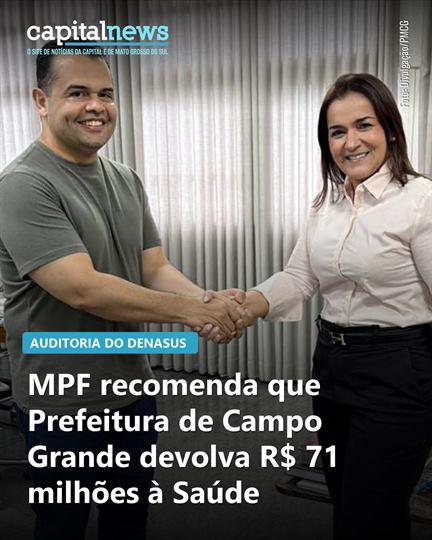 capitalnews
O SITE DE NOTÍCIAS DA CAPITAL E DE MATO GROSSO DO SUL
Foto: Divulgação/PMCG
AUDITORIA DO DENASUS
MPF recomenda que
Prefeitura de Campo
Grande devolva R$ 71
milhões à Saúde